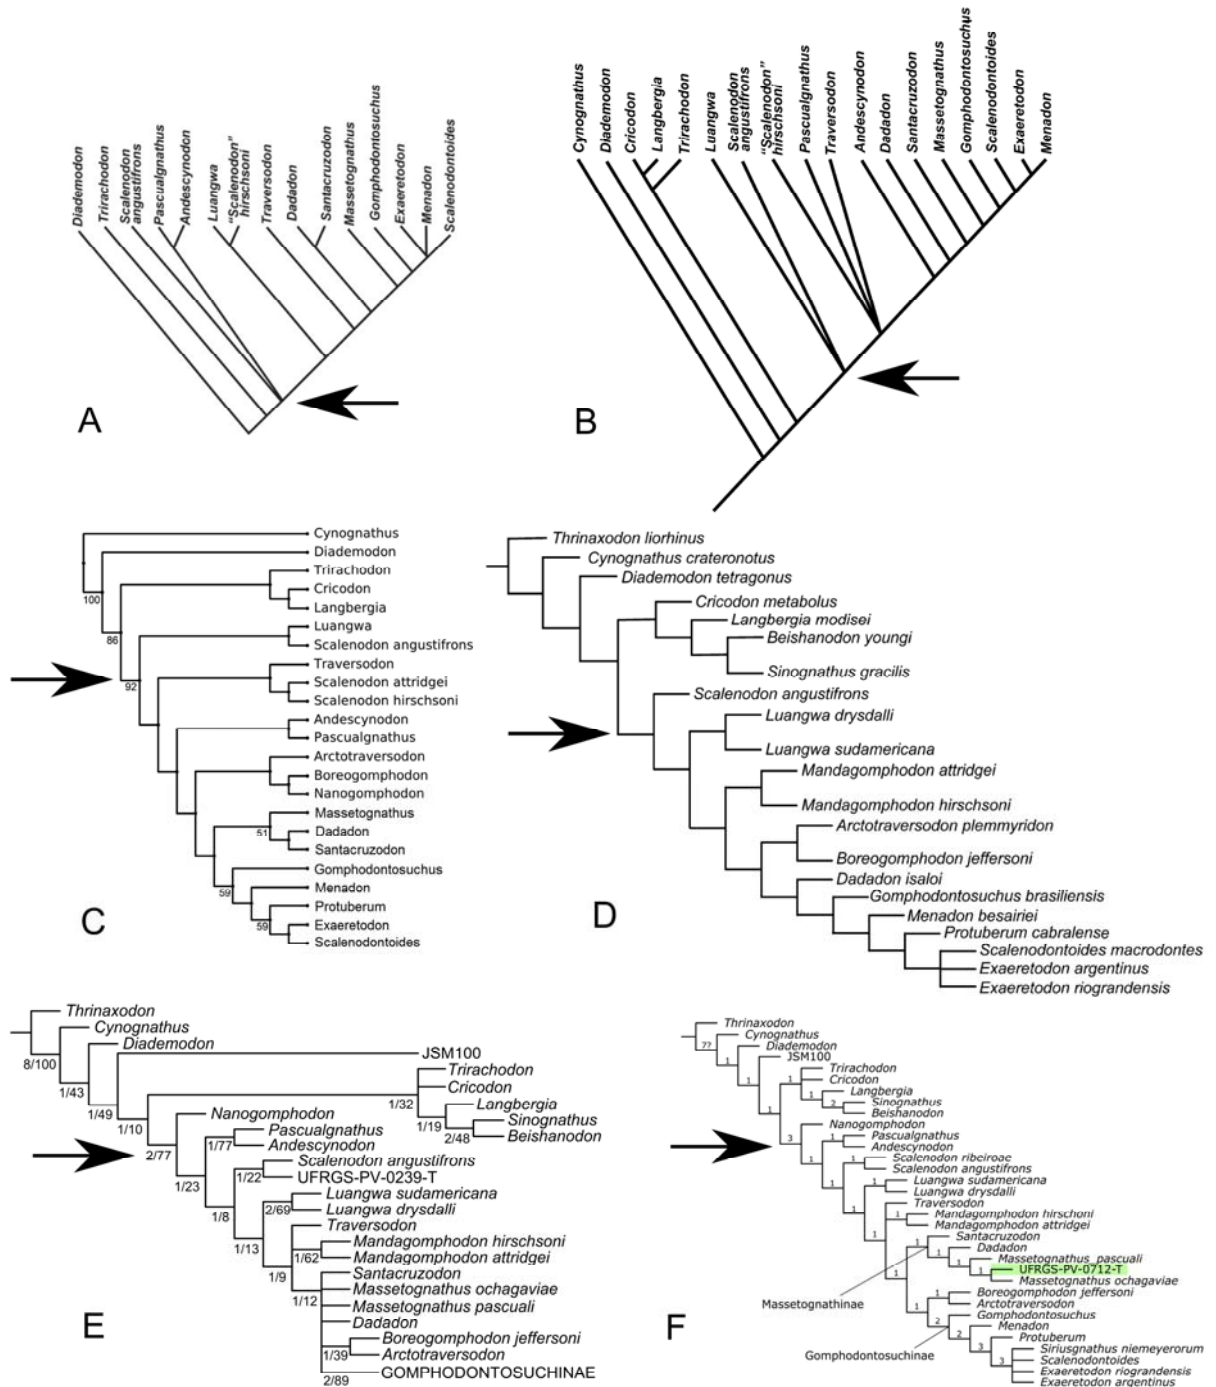 Diademodon
Trirachodon
Scalenodon
angustifrons
Pascualgnathus
Andescynodon
Luangwa
"Scalenodon"
hirschsoni
Traversodon
Dadadon
Santacruzodon
Massetognathus
Gomphodontosuchus
Exaeretodon
Menadon
Scalenodontoides
A
Cynognathus
Diademodon
Cricodon
Langbergia
Trirachodon
Luangwa
Scalenodon
angustifrons
"Scalenodon"
hirschsoni
Pascualgnathus
Traversodon
Andescynodon
Dadadon
Santacruzodon
Massetognathus
Gomphodontosuchus
Scalenodontoides
Exaeretodon
Menadon
B
Cynognathus
Diademodon
Trirachodon
Cricodon
Langbergia
Luangwa
Scalenodon angustifrons
Traversodon
Scalenodon attridgei
Scalenodon hirschsoni
Andescynodon
Pascualgnathus
Arctotraversodon
Boreogomphodon
Nanogomphodon
Massetognathus
Dadadon
Santacruzodon
Gomphodontosuchus
Menadon
Protuberum
Exaeretodon
Scalenodontoides
100
86
92
51
59
59
C
Thrinaxodon liorhinus
Cynognathus crateronotus
Diademodon tetragonus
Cricodon metabolus
Langbergia modisei
Beishanodon youngi
Sinognathus gracilis
Scalenodon angustifrons
Luangwa drysdalli
Luangwa sudamericana
Mandagomphodon attridgei
Mandagomphodon hirschsoni
Arctotraversodon plemmyridon
Boreogomphodon jeffersoni
Dadadon isaloi
Gomphodontosuchus brasiliensis
Menadon besairiei
Protuberum cabralense
Scalenodontoides macrodontes
Exaeretodon argentinus
Exaeretodon riograndensis
D
Thrinaxodon
Cynognathus
Diademodon
JSM100
Trirachodon
Cricodon
Langbergia
Sinognathus
Beishanodon
Nanogomphodon
Pascualgnathus
Andescynodon
Scalenodon angustifrons
UFRGS-PV-0239-T
Luangwa sudamericana
Luangwa drysdalli
Traversodon
Mandagomphodon hirschsoni
Mandagomphodon attridgei
Santacruzodon
Massetognathus ochagaviae
Massetognathus pascuali
Dadadon
Boreogomphodon jeffersoni
Arctotraversodon
GOMPHODONTOSUCHINAE
8/100
1/43
1/49
1/10
1/32
1/19
2/48
2/77
1/77
1/23
1/22
1/8
2/69
1/13
1/62
1/9
1/12
1/39
2/89
E
Thrinaxodon
Cynognathus
Diademodon
JSM100
Trirachodon
Cricodon
Langbergia
Sinognathus
Beishanodon
Nanogomphodon
Pascualgnathus
Andescynodon
Scalenodon ribeiroae
Scalenodon angustifrons
Luangwa sudamericana
Luangwa drysdalli
Traversodon
Mandagomphodon hirschsoni
Mandagomphodon attridgei
Santacruzodon
Dadadon
Massetognathus pascuali
UFRGS-PV-0712-T
Massetognathus ochagaviae
Boreogomphodon jeffersoni
Arctotraversodon
Gomphodontosuchus
Menadon
Protuberum
Siriusgnathus niemeyerorum
Scalenodontoides
Exaeretodon riograndensis
Exaeretodon argentinus
Massetognathinae
Gomphodontosuchinae
F